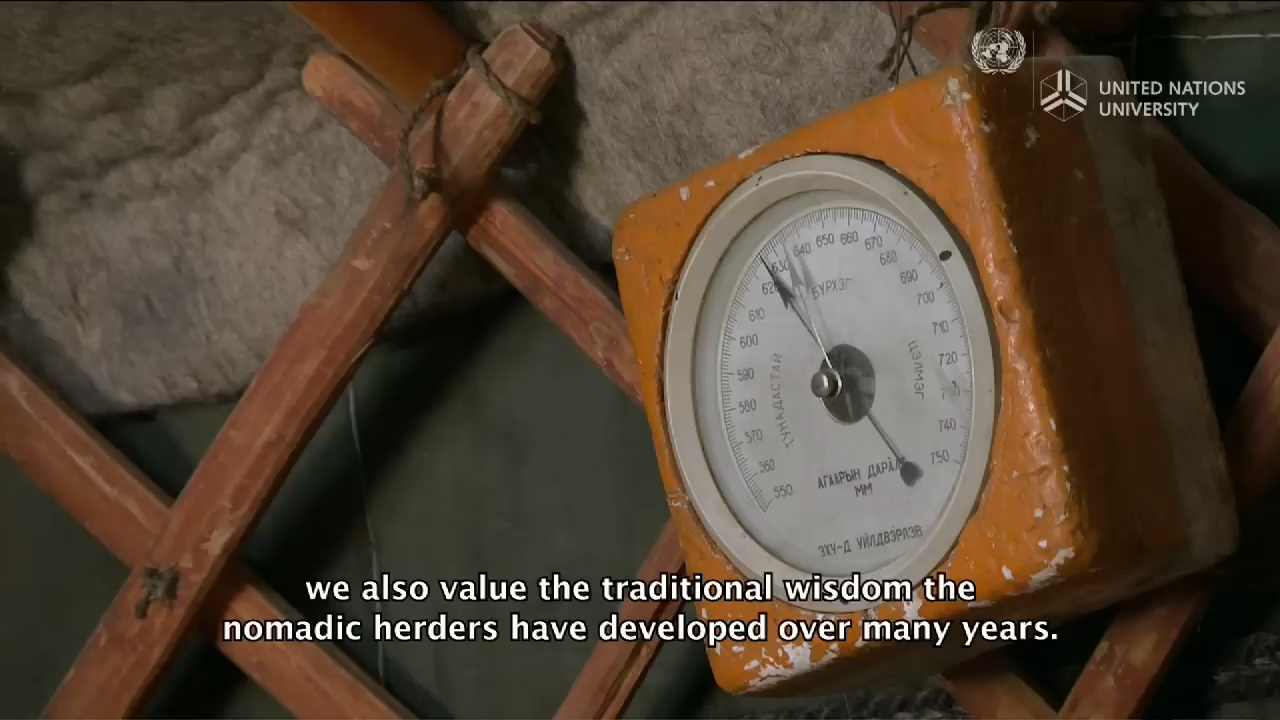 UNITED NATIONS
UNIVERSITY
550
560
570
580
590
600
610
620
630
640
650
660
670
680
690
700
710
720
740
750
БҮРХЭГ
ТУНАДАСТАЙ
ЦЭЛМЭГ
АГААРЫН
ММ
ЗХУ-Д ҮЙЛДВЭРЛЭВ
we also value the traditional wisdom the
nomadic herders have developed over many years.